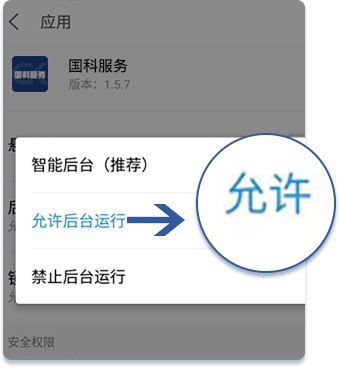 应用
国科服务
国科服务
版本：1.5.7
智能后台（推荐）
允许后台运行
允许
禁止后台运行
安全权限